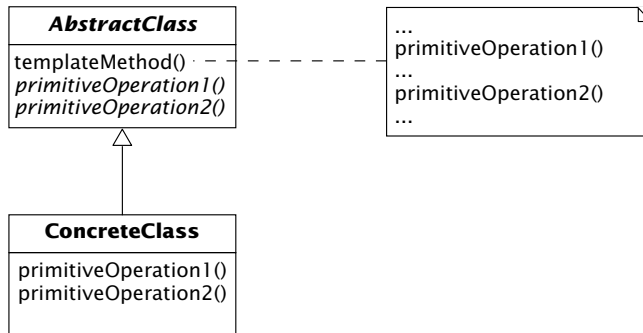 AbstractClass
templateMethod()
primitiveOperation1()
primitiveOperation2()
...
primitiveOperation1()
...
primitiveOperation2()
...
ConcreteClass
primitiveOperation1()
primitiveOperation2()